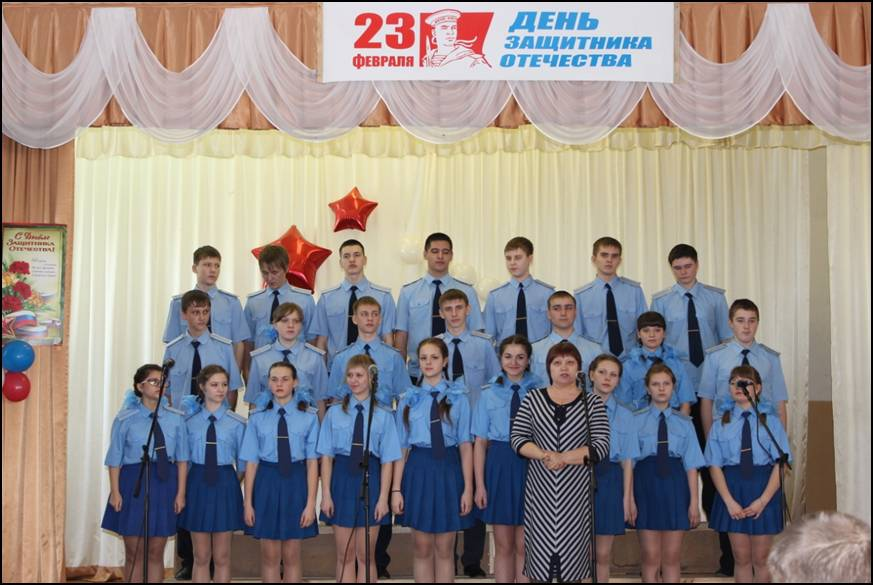 23
ФЕВРАЛЯ
ДЕНЬ
ЗАЩИТНИКА
ОТЕЧЕСТВА
С Днём
Защитника
Отечества!